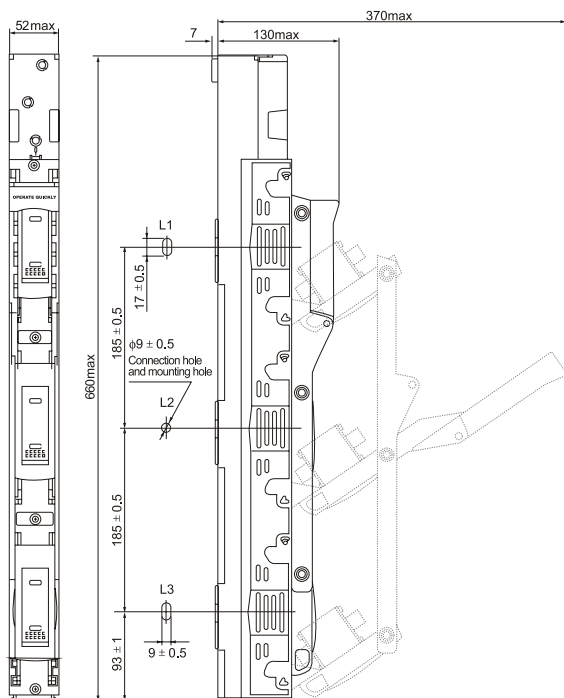 52max
370max
7
130max
OPERATE QUICKLY
L1
17 ± 0.5
185 ± 0.5
660max
ϕ9 ± 0.5
Connection hole
and mounting hole
L2
185 ± 0.5
L3
9 ± 0.5
93 ± 1